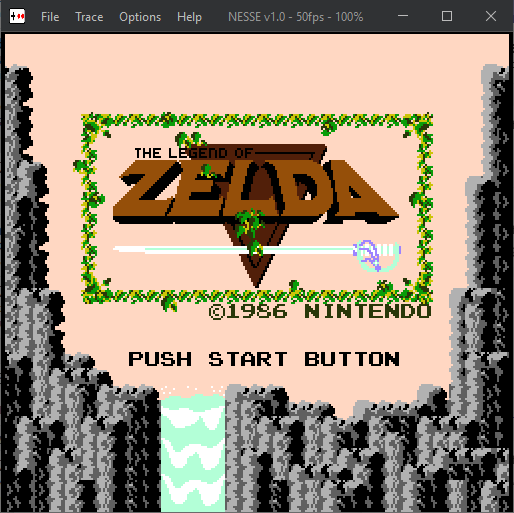 File Trace Options Help NESSE v1.0 - 50fps - 100%
THE LEGEND OF
ZELDA
©1986 NINTENDO
PUSH START BUTTON